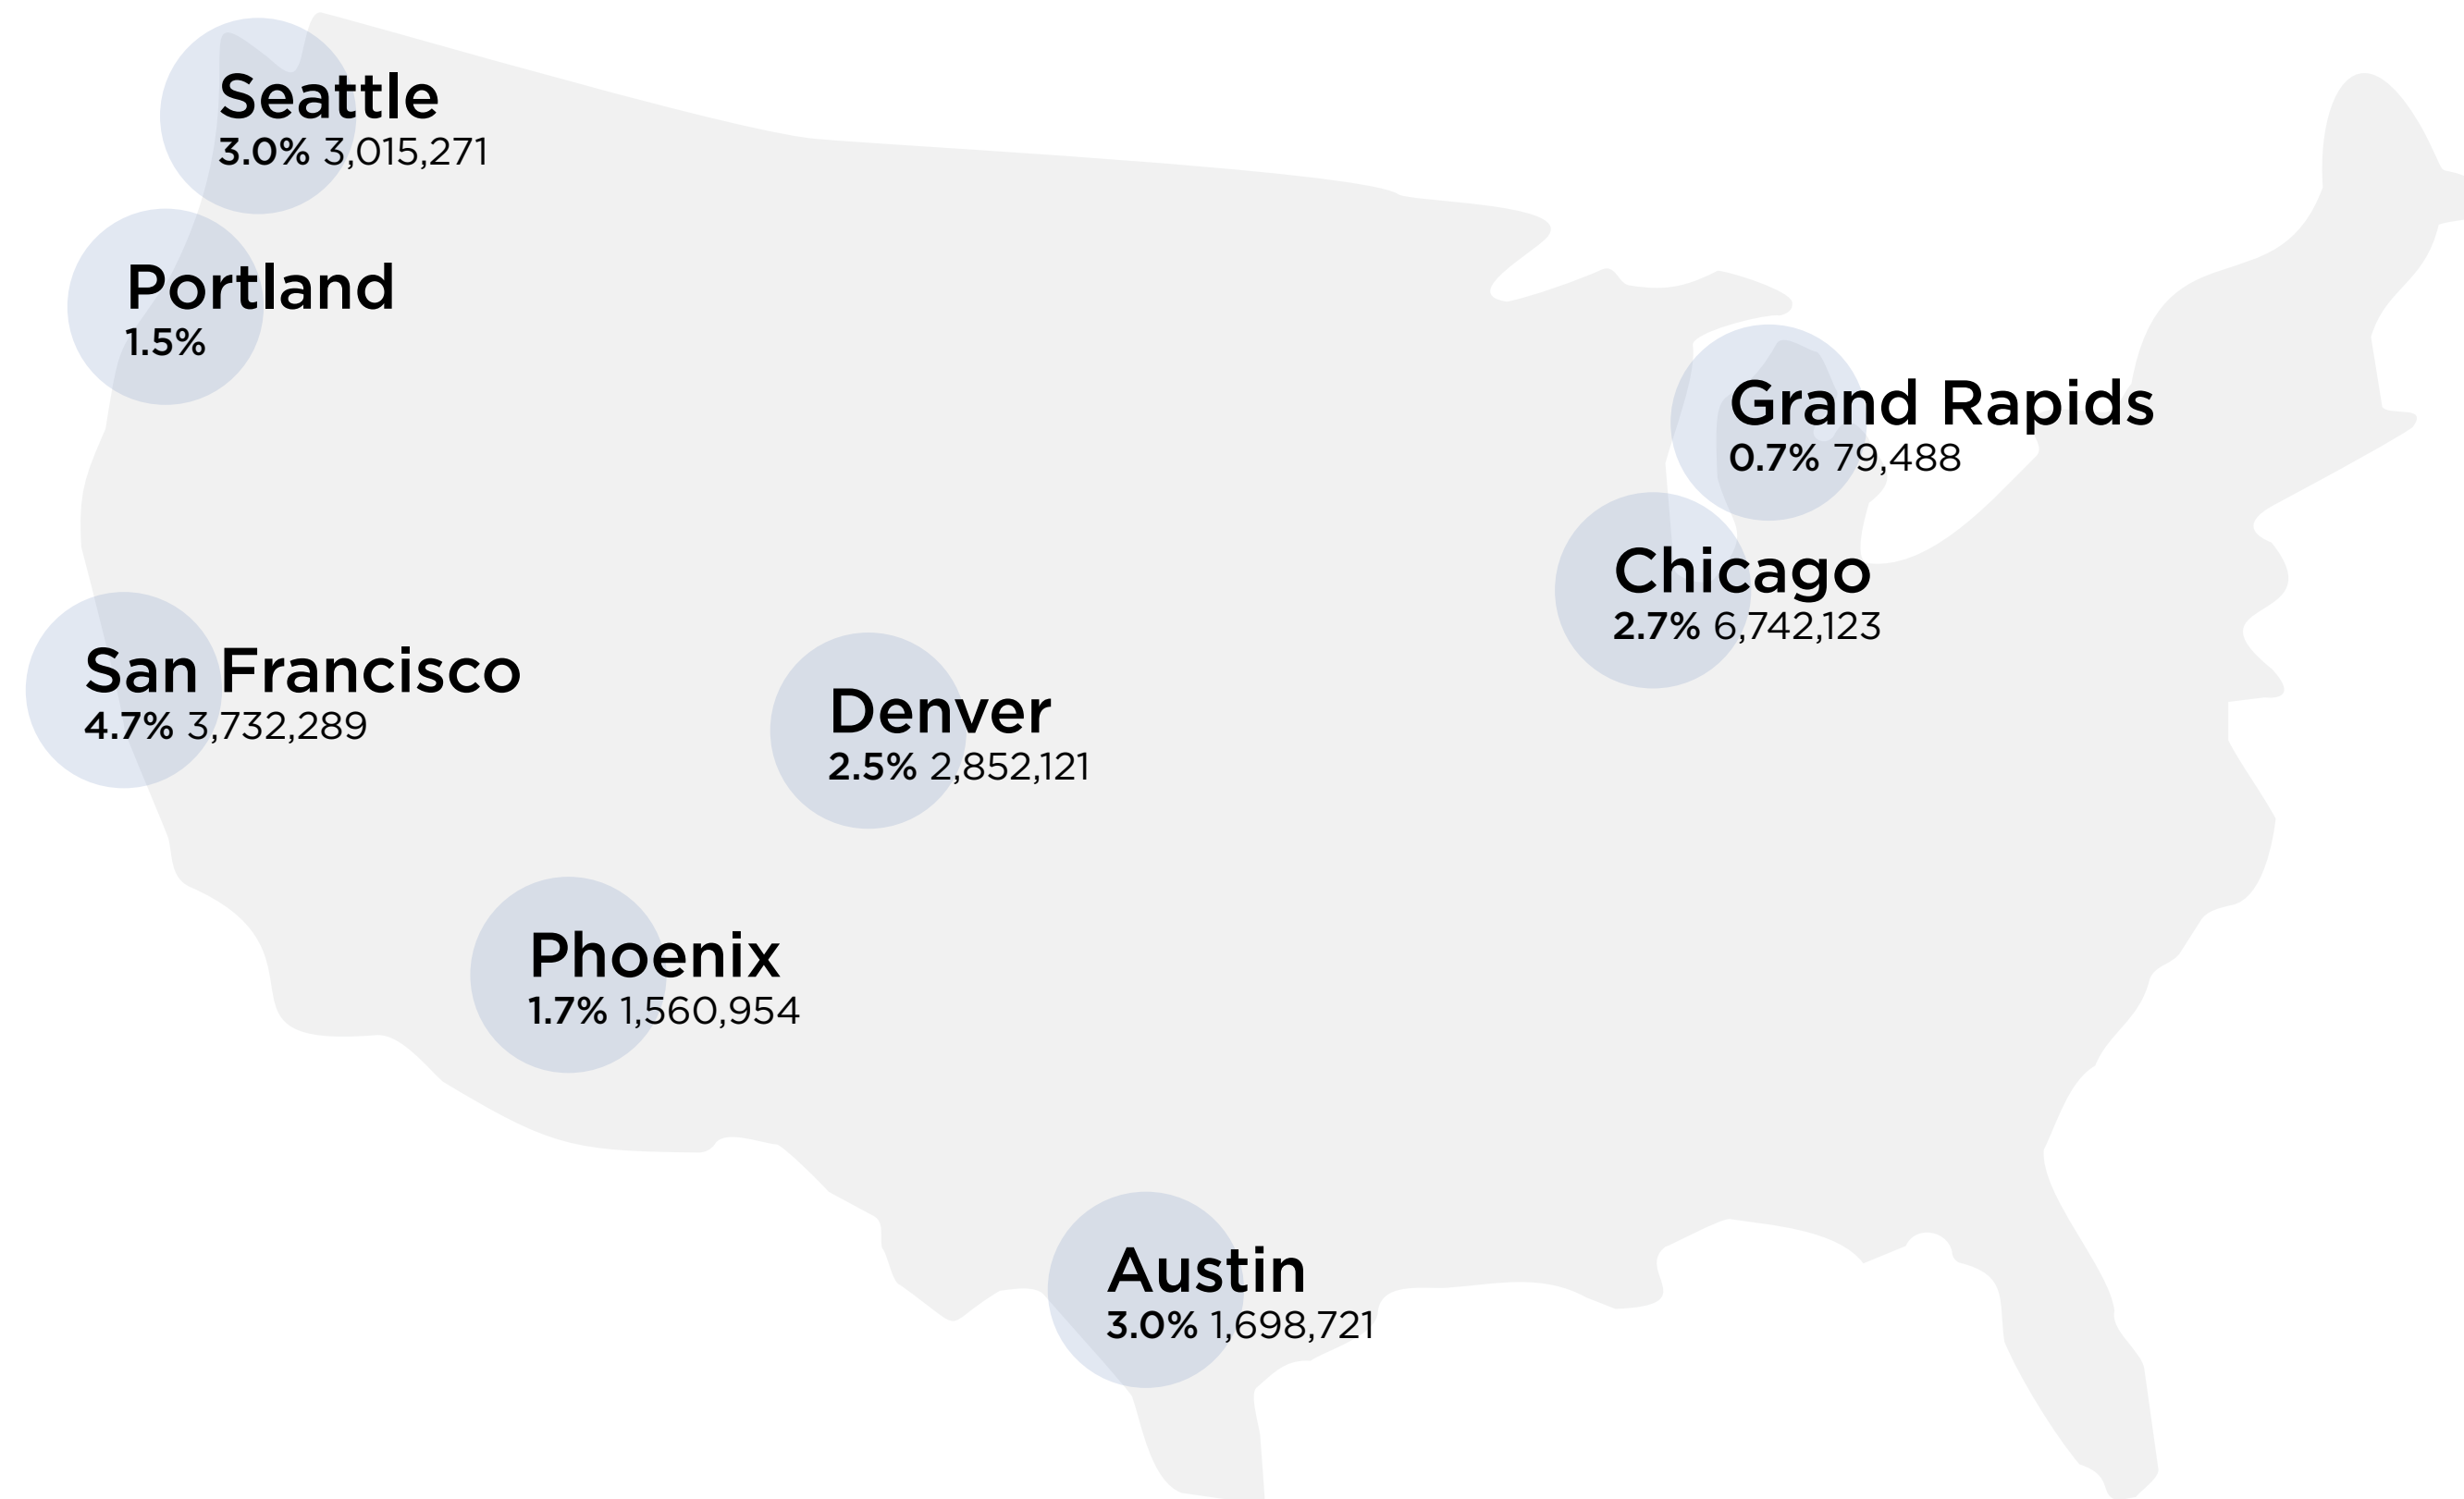 Seattle
3.0% 3,015,271
Portland
1.5%
Grand Rapids
0.7% 79,488
Chicago
2.7% 6,742,123
San Francisco
4.7% 3,732,289
Denver
2.5% 2,852,121
Phoenix
1.7% 1,560,954
Austin
3.0% 1,698,721